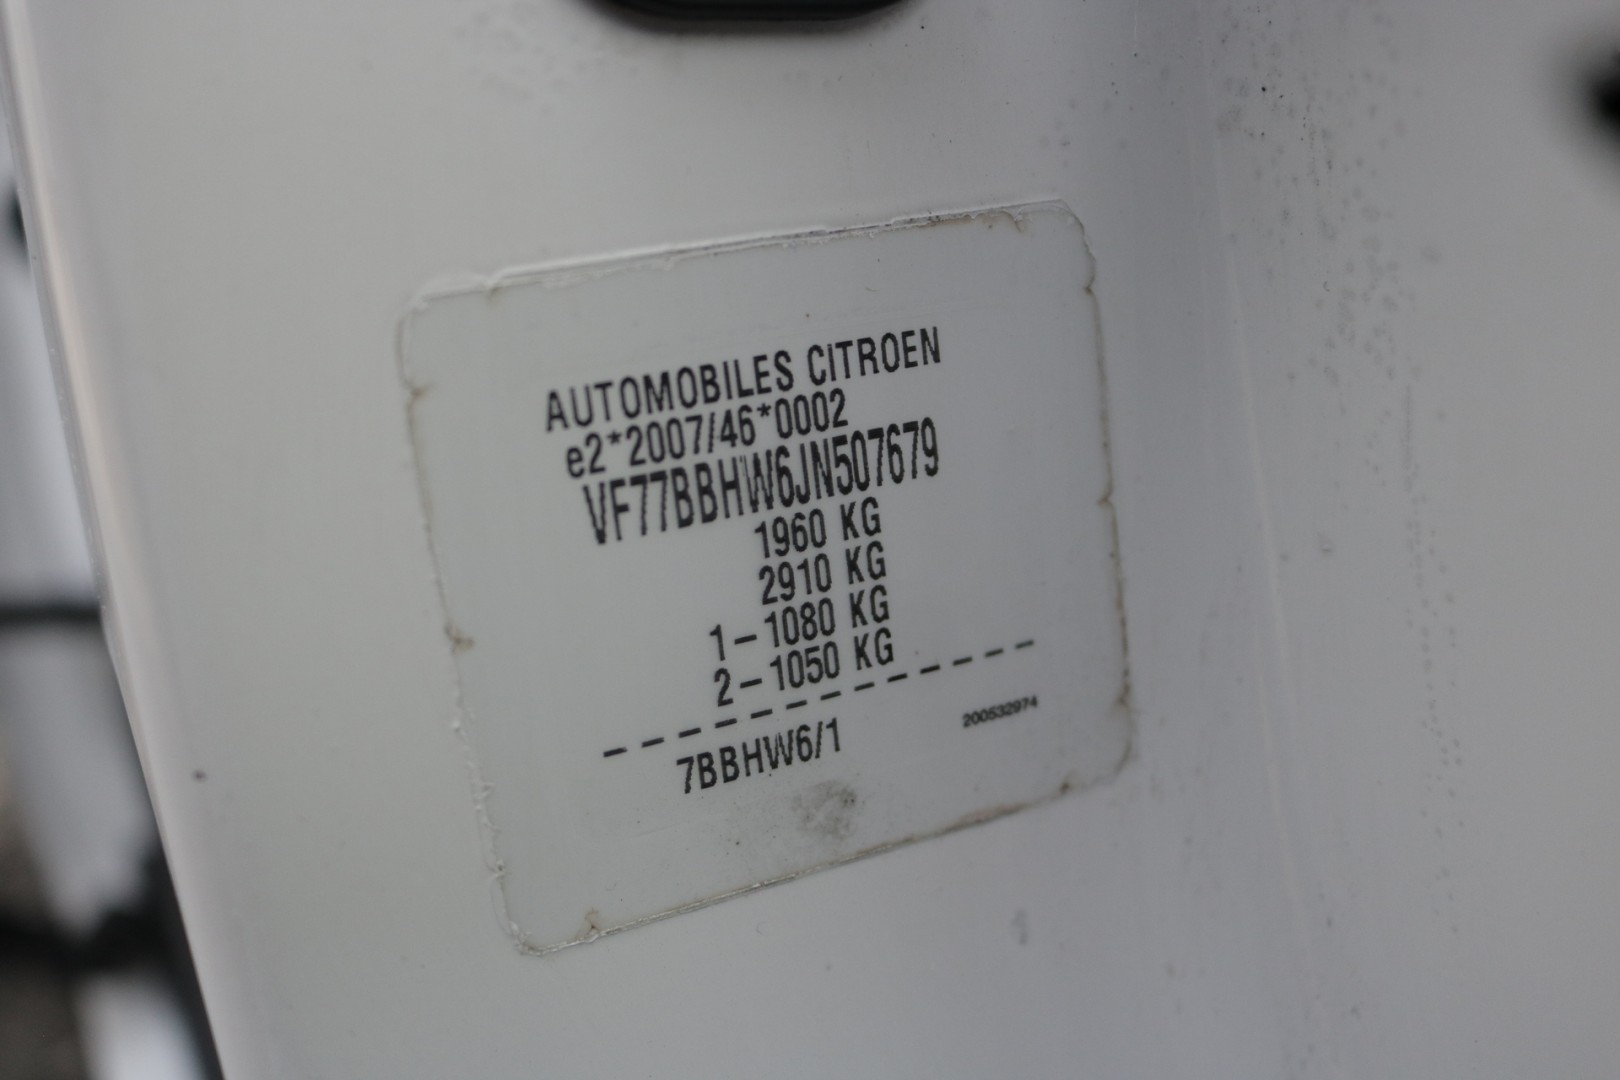 AUTOMOBILES CITROEN
e2*2007/46*0002
VF77BBHW6JN507679
1960 KG
2910 KG
1-1080 KG
2-1050 KG
7BBHW6/1
200532974